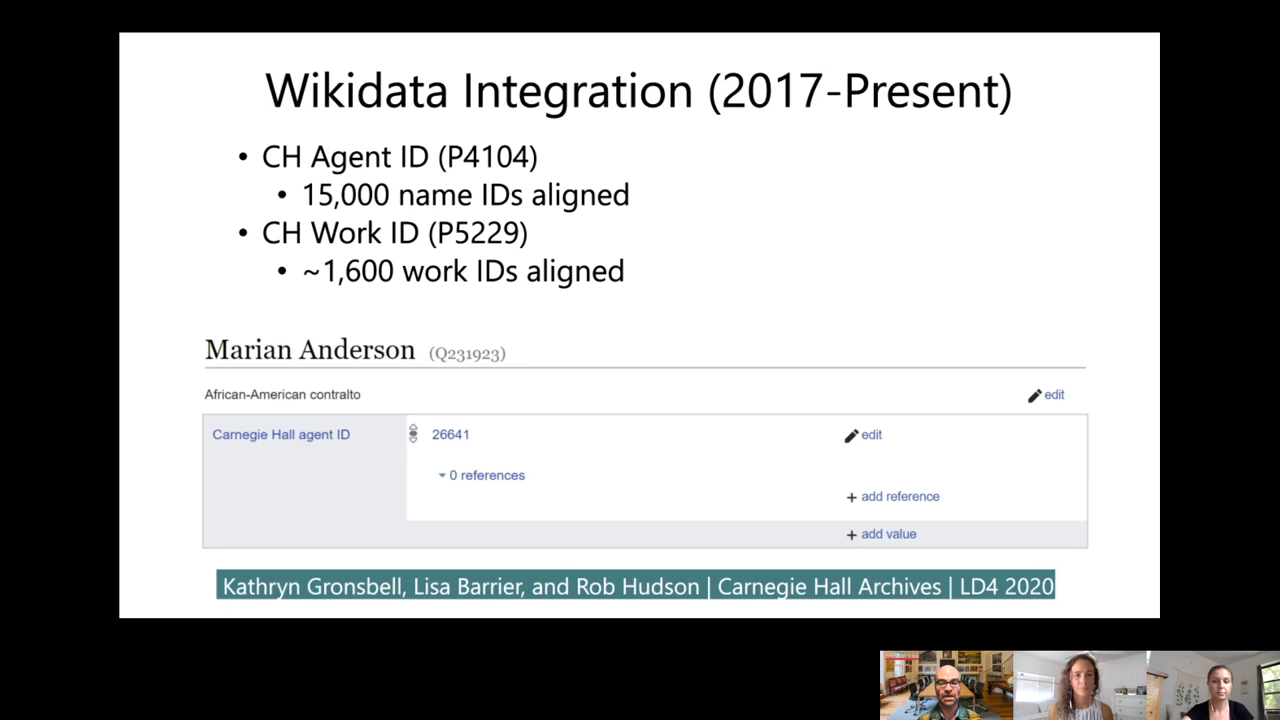 Wikidata Integration (2017-Present)
• CH Agent ID (P4104)
• 15,000 name IDs aligned
• CH Work ID (P5229)
• ~1,600 work IDs aligned
Marian Anderson (Q231923)
African-American contralto edit
Carnegie Hall agent ID 26641 edit
0 references
+ add reference
+ add value
Kathryn Gronsbell, Lisa Barrier, and Rob Hudson | Carnegie Hall Archives | LD4 2020